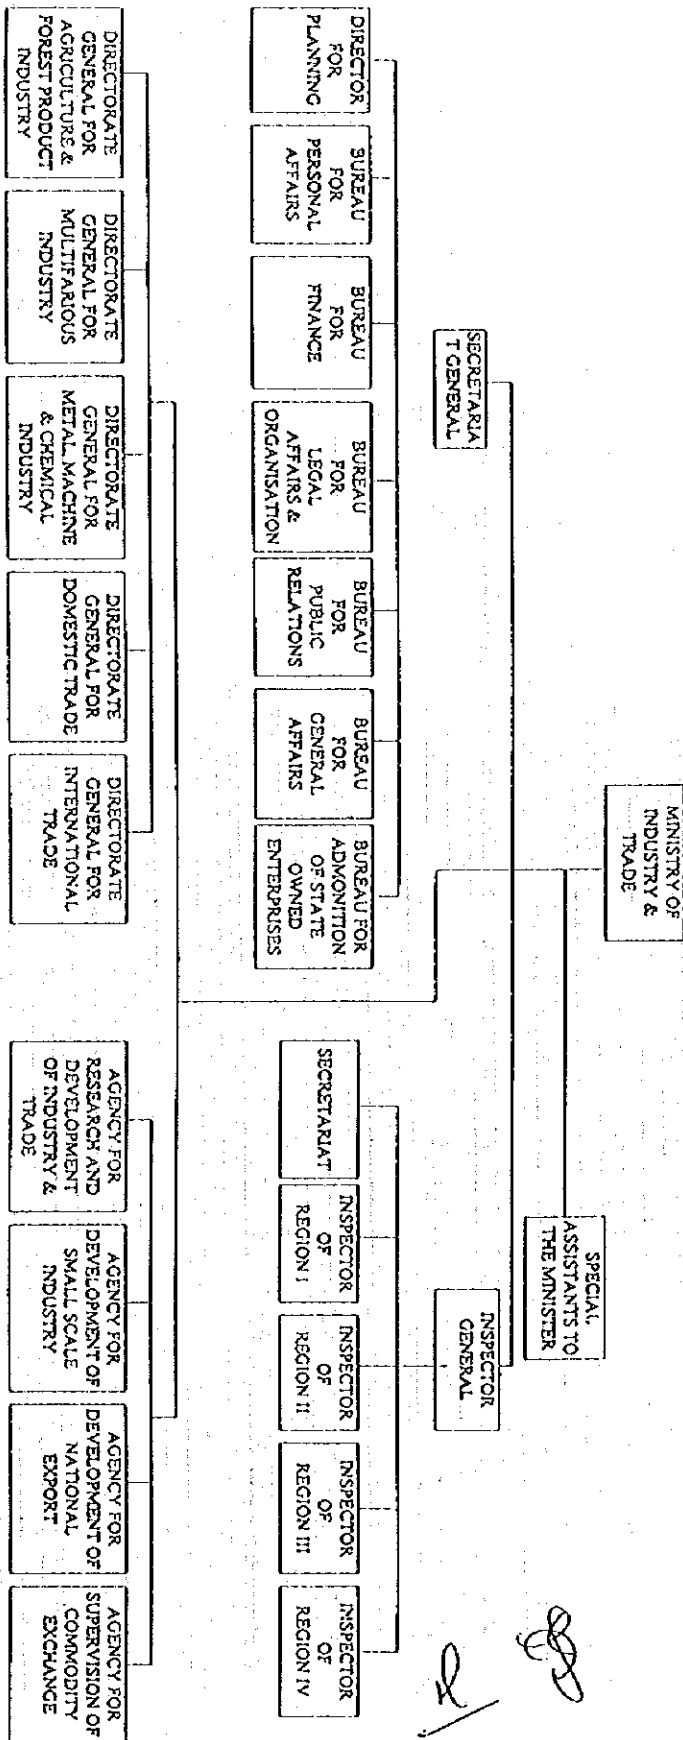 MINISTRY OF
INDUSTRY &
TRADE
SPECIAL
ASSISTANTS TO
THE MINISTER
SECRETARIA
T GENERAL
INSPECTOR
GENERAL
DIRECTOR
FOR
PLANNING
BUREAU
FOR
PERSONAL
AFFAIRS
BUREAU
FOR
FINANCE
BUREAU
FOR
LEGAL
AFFAIRS &
ORGANISATION
BUREAU
FOR
PUBLIC
RELATIONS
BUREAU
FOR
GENERAL
AFFAIRS
BUREAU FOR
ADMONITION
OF STATE
OWNED
ENTERPRISES
SECRETARIAT
INSPECTOR
OF
REGION I
INSPECTOR
OF
REGION II
INSPECTOR
OF
REGION III
INSPECTOR
OF
REGION IV
DIRECTORATE
GENERAL FOR
AGRICULTURE &
FOREST PRODUCT
INDUSTRY
DIRECTORATE
GENERAL FOR
MULTIFARIOUS
INDUSTRY
DIRECTORATE
GENERAL FOR
METAL, MACHINE
& CHEMICAL
INDUSTRY
DIRECTORATE
GENERAL FOR
DOMESTIC TRADE
DIRECTORATE
GENERAL FOR
INTERNATIONAL
TRADE
AGENCY FOR
RESEARCH AND
DEVELOPMENT
OF INDUSTRY &
TRADE
AGENCY FOR
DEVELOPMENT OF
SMALL SCALE
INDUSTRY
AGENCY FOR
DEVELOPMENT OF
NATIONAL
EXPORT
AGENCY FOR
SUPERVISION OF
COMMODITY
EXCHANGE